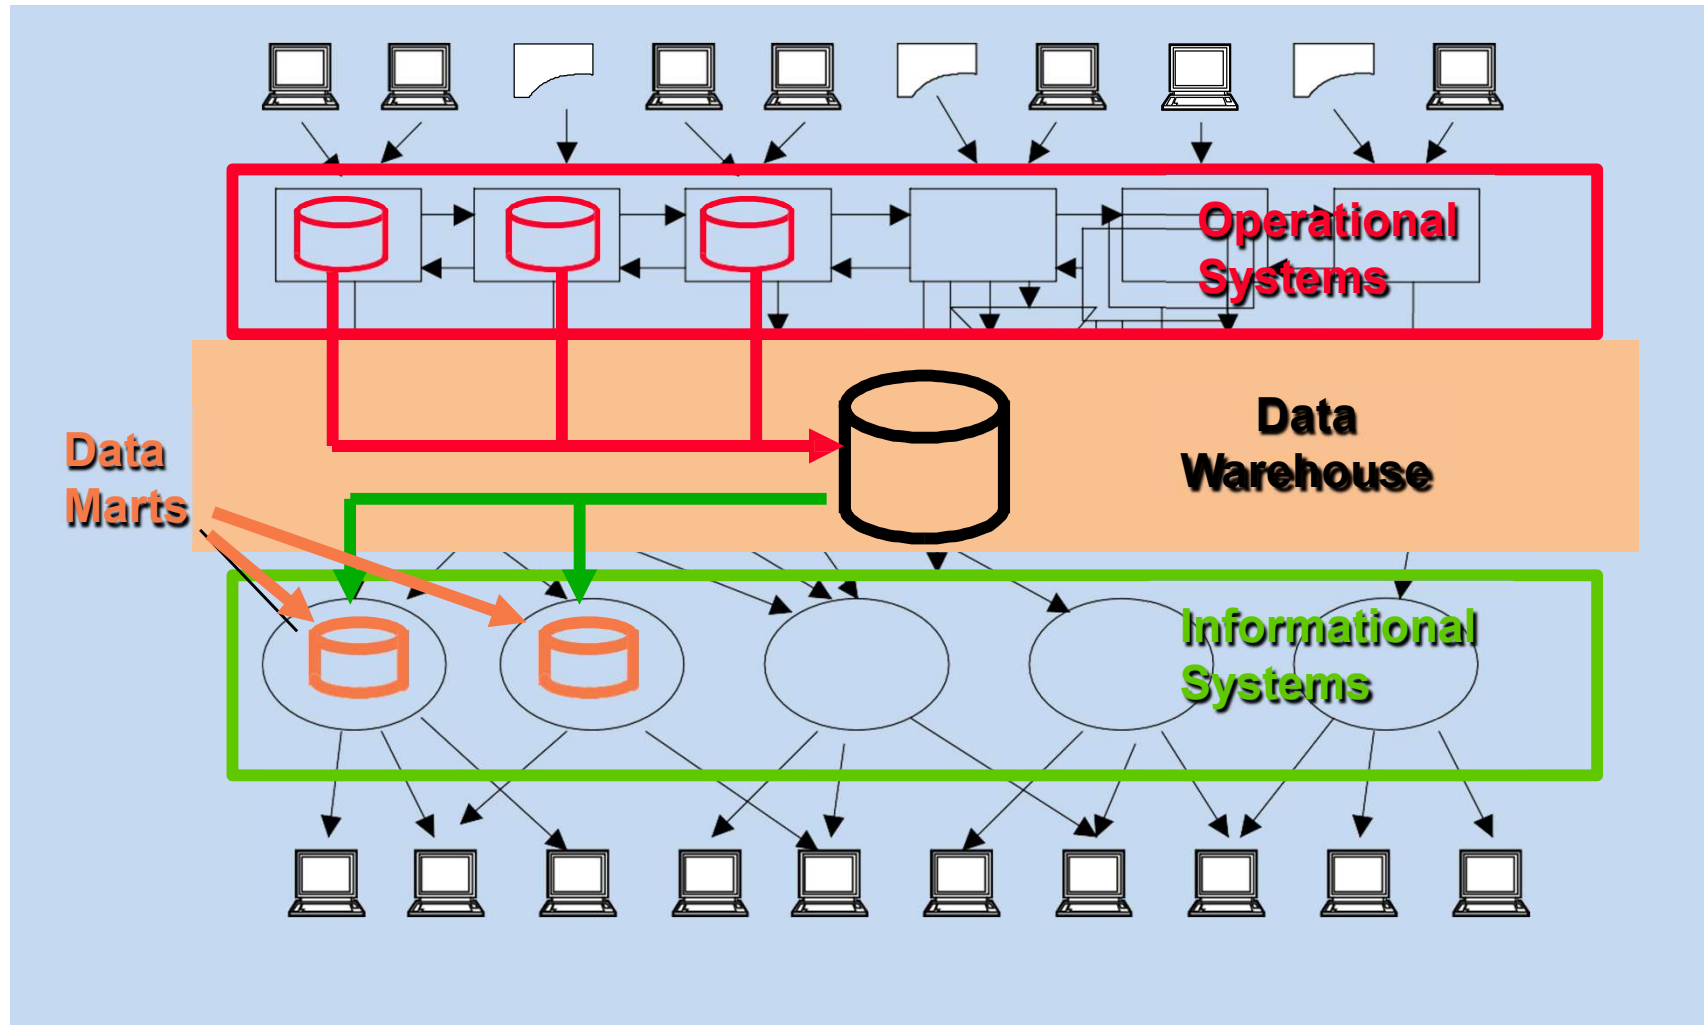 Operational
Systems
Data
Warehouse
Data
Marts
Informational
Systems